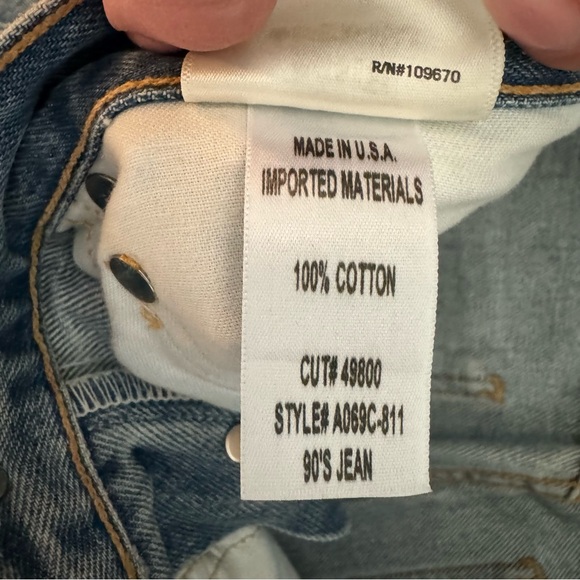 R/N#109670
MADE IN U.S.A.
IMPORTED MATERIALS
100% COTTON
CUT# 49800
STYLE# A069C-811
90'S JEAN